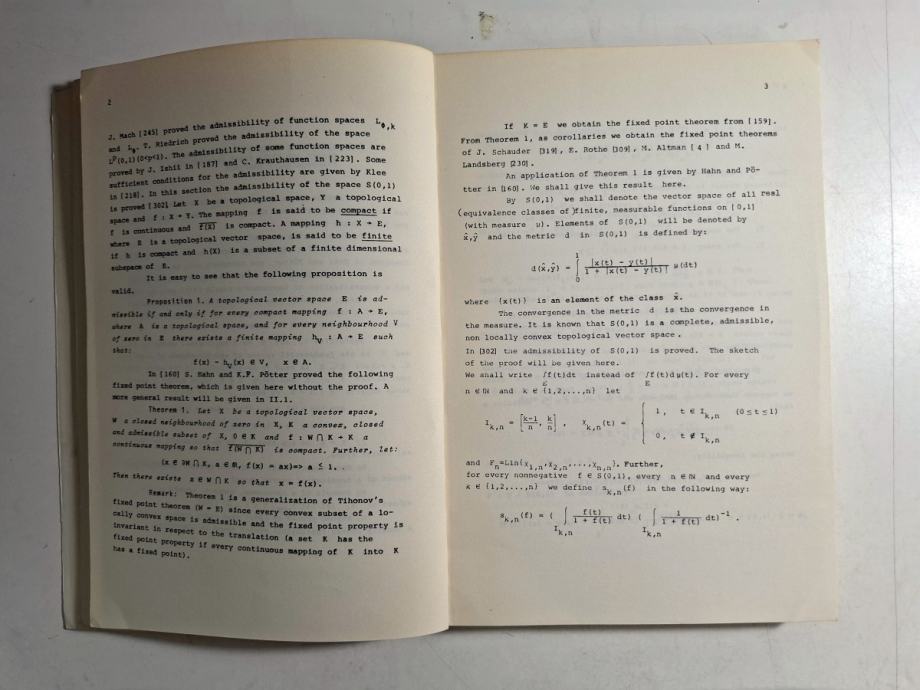 2
J. Mach [245] proved the admissibility of function spaces L_Φ,k
and L_Φ. T. Riedrich proved the admissibility of the space
L^p(0,1)(0<p<1). The admissibility of some function spaces are
proved by J. Ishii in [187] and C. Krauthausen in [223]. Some
sufficient conditions for the admissibility are given by Klee
in [218]. In this section the admissibility of the space S(0,1)
is proved [302] Let X be a topological space, Y a topological
space and f : X → Y. The mapping f is said to be compact if
f is continuous and f(X) is compact. A mapping h : X → E,
where E is a topological vector space, is said to be finite
if h is compact and h(X) is a subset of a finite dimensional
subspace of E.
It is easy to see that the following proposition is
valid.
Proposition 1. A topological vector space E is ad-
missible if and only if for every compact mapping f : A → E,
where A is a topological space, and for every neighbourhood V
of zero in E there exists a finite mapping h_V : A → E such
that:
f(x) - h_V(x) ∈ V, x ∈ A.
In [160] S. Hahn and K.F. Pötter proved the following
fixed point theorem, which is given here without the proof. A
more general result will be given in II.1.
Theorem 1. Let X be a topological vector space,
W a closed neighbourhood of zero in X, K a convex, closed
and admissible subset of X, 0 ∈ K and f : W ∩ K → K a
continuous mapping so that f(W ∩ K) is compact. Further, let:
(x ∈ ∂W ∩ K, a ∈ ℝ, f(x) = ax) => a ≤ 1.
Then there exists x ∈ W ∩ K so that x = f(x).
Remark: Theorem 1 is a generalization of Tihonov's
fixed point theorem (W = E) since every convex subset of a lo-
cally convex space is admissible and the fixed point property is
invariant in respect to the translation (a set K has the
fixed point property if every continuous mapping of K into K
has a fixed point).
3
If K = E we obtain the fixed point theorem from [159].
From Theorem 1, as corollaries we obtain the fixed point theorems
of J. Schauder [319], E. Rothe [309], M. Altman [4] and M.
Landsberg [230].
An application of Theorem 1 is given by Hahn and Pö-
tter in [160]. We shall give this result here.
By S(0,1) we shall denote the vector space of all real
(equivalence classes of)finite, measurable functions on [0,1]
(with measure μ). Elements of S(0,1) will be denoted by
x̂,ŷ and the metric d in S(0,1) is defined by:
d(x̂,ŷ) = ∫_0^1 |x(t) - y(t)| / (1 + |x(t) - y(t)|) μ(dt)
where {x(t)} is an element of the class x̂.
The convergence in the metric d is the convergence in
the measure. It is known that S(0,1) is a complete, admissible,
non locally convex topological vector space.
In [302] the admissibility of S(0,1) is proved. The sketch
of the proof will be given here.
We shall write ∫_E f(t)dt instead of ∫_E f(t)dμ(t). For every
n ∈ ℕ and k ∈ {1,2,...,n} let
I_k,n = [k-1/n, k/n], X_k,n(t) = { 1, t ∈ I_k,n (0≤t≤1)
0, t ∉ I_k,n
and F_n=Lin{X_1,n,X_2,n,...,X_n,n}. Further,
for every nonnegative f ∈ S(0,1), every n ∈ ℕ and every
k ∈ {1,2,...,n} we define s_k,n(f) in the following way:
s_k,n(f) = ( ∫_I_k,n f(t) / (1 + f(t)) dt) ( ∫_I_k,n 1 / (1 + f(t)) dt)^-1.